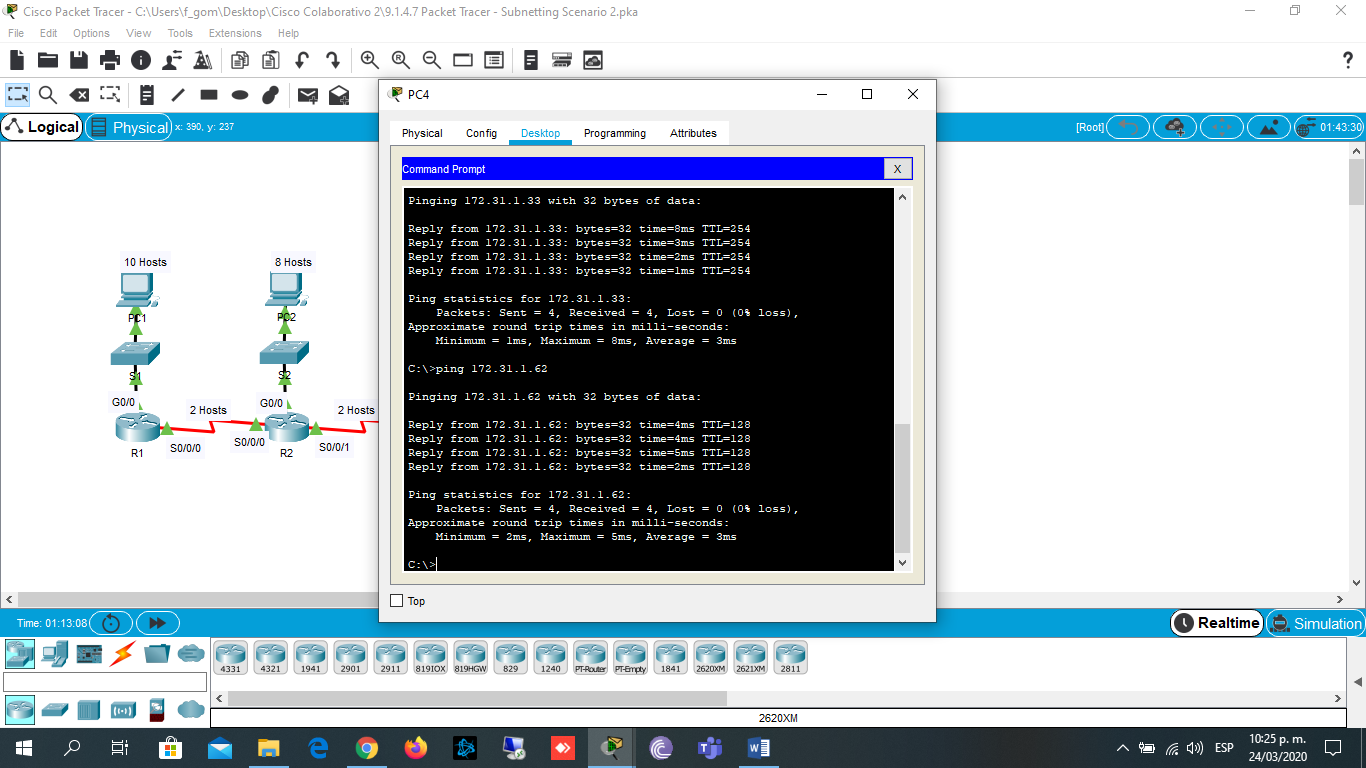 Cisco Packet Tracer - C:\Users\f_gom\Desktop\Cisco Colaborativo 2\9.1.4.7 Packet Tracer - Subnetting Scenario 2.pka
File Edit Options View Tools Extensions Help
Logical
Physical
x: 390, y: 237
[Root]
01:43:30
PC4
Physical Config Desktop Programming Attributes
Command Prompt
X
Pinging 172.31.1.33 with 32 bytes of data:
Reply from 172.31.1.33: bytes=32 time=8ms TTL=254
Reply from 172.31.1.33: bytes=32 time=3ms TTL=254
Reply from 172.31.1.33: bytes=32 time=2ms TTL=254
Reply from 172.31.1.33: bytes=32 time=1ms TTL=254
Ping statistics for 172.31.1.33:
Packets: Sent = 4, Received = 4, Lost = 0 (0% loss),
Approximate round trip times in milli-seconds:
Minimum = 1ms, Maximum = 8ms, Average = 3ms
C:\>ping 172.31.1.62
Pinging 172.31.1.62 with 32 bytes of data:
Reply from 172.31.1.62: bytes=32 time=4ms TTL=128
Reply from 172.31.1.62: bytes=32 time=4ms TTL=128
Reply from 172.31.1.62: bytes=32 time=5ms TTL=128
Reply from 172.31.1.62: bytes=32 time=2ms TTL=128
Ping statistics for 172.31.1.62:
Packets: Sent = 4, Received = 4, Lost = 0 (0% loss),
Approximate round trip times in milli-seconds:
Minimum = 2ms, Maximum = 5ms, Average = 3ms
C:\>
Top
10 Hosts
8 Hosts
PC1
PC2
S1
S2
G0/0
G0/0
2 Hosts
2 Hosts
S0/0/0
S0/0/0
S0/0/1
R1
R2
Time: 01:13:08
Realtime
Simulation
4331 4321 1941 2901 2911 819IOX 819HGW 829 1240 PT-Router PT-Empty 1841 2620XM 2621XM 2811
2620XM
ESP
10:25 p. m.
24/03/2020